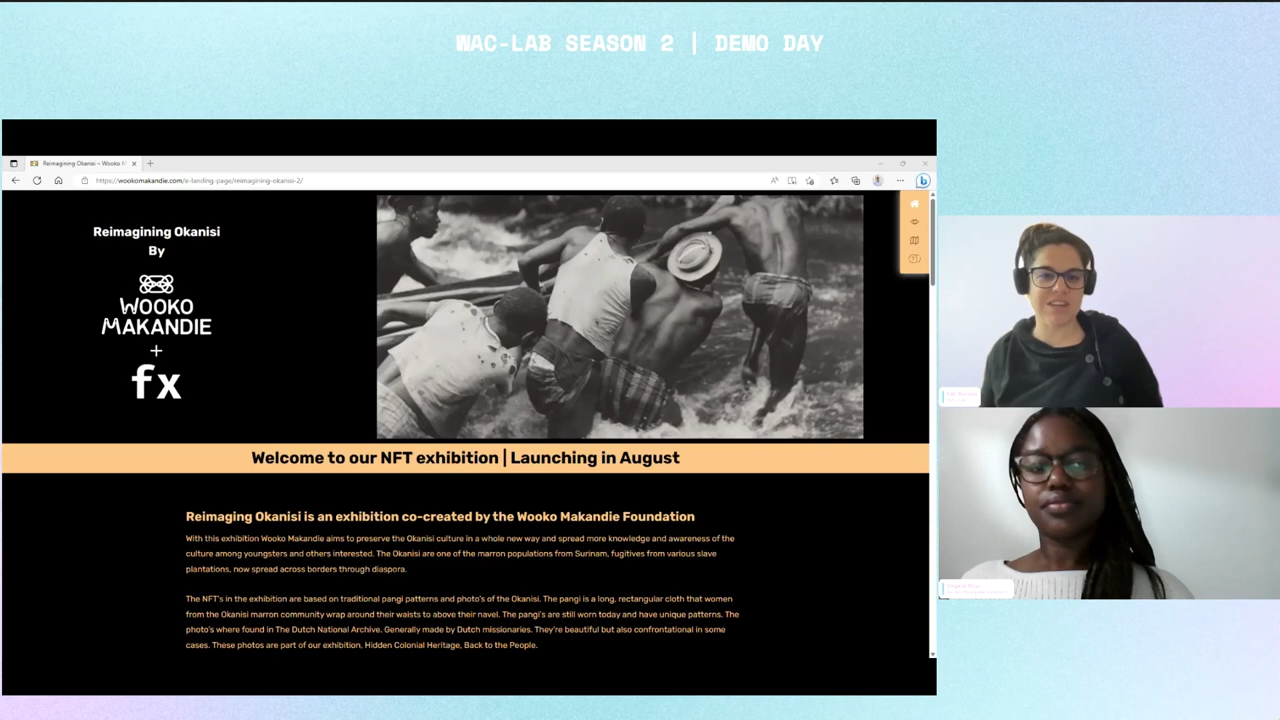 WAC-LAB SEASON 2 | DEMO DAY
Reimagining Okanisi – Wooko M
https://wookomakandie.com/e-landing-page/reimagining-okanisi-2/
Reimagining Okanisi
By
WOOKO
MAKANDIE
+
fx
Welcome to our NFT exhibition | Launching in August
Reimaging Okanisi is an exhibition co-created by the Wooko Makandie Foundation
With this exhibition Wooko Makandie aims to preserve the Okanisi culture in a whole new way and spread more knowledge and awareness of the
culture among youngsters and others interested. The Okanisi are one of the marron populations from Surinam, fugitives from various slave
plantations, now spread across borders through diaspora.
The NFT's in the exhibition are based on traditional pangi patterns and photo's of the Okanisi. The pangi is a long, rectangular cloth that women
from the Okanisi marron community wrap around their waists to above their navel. The pangi's are still worn today and have unique patterns. The
photo's where found in The Dutch National Archive. Generally made by Dutch missionaries. They're beautiful but also confrontational in some
cases. These photos are part of our exhibition, Hidden Colonial Heritage, Back to the People.